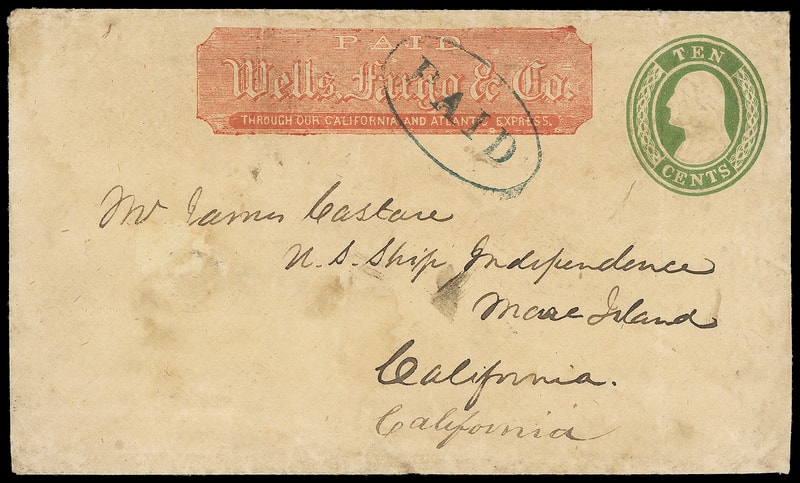 PAID
Wells, Fargo & Co.
THROUGH OUR CALIFORNIA AND ATLANTIC EXPRESS.
PAID
TEN
CENTS
Mr James Castare
U. S. Ship Independence
Mare Island
California.
California